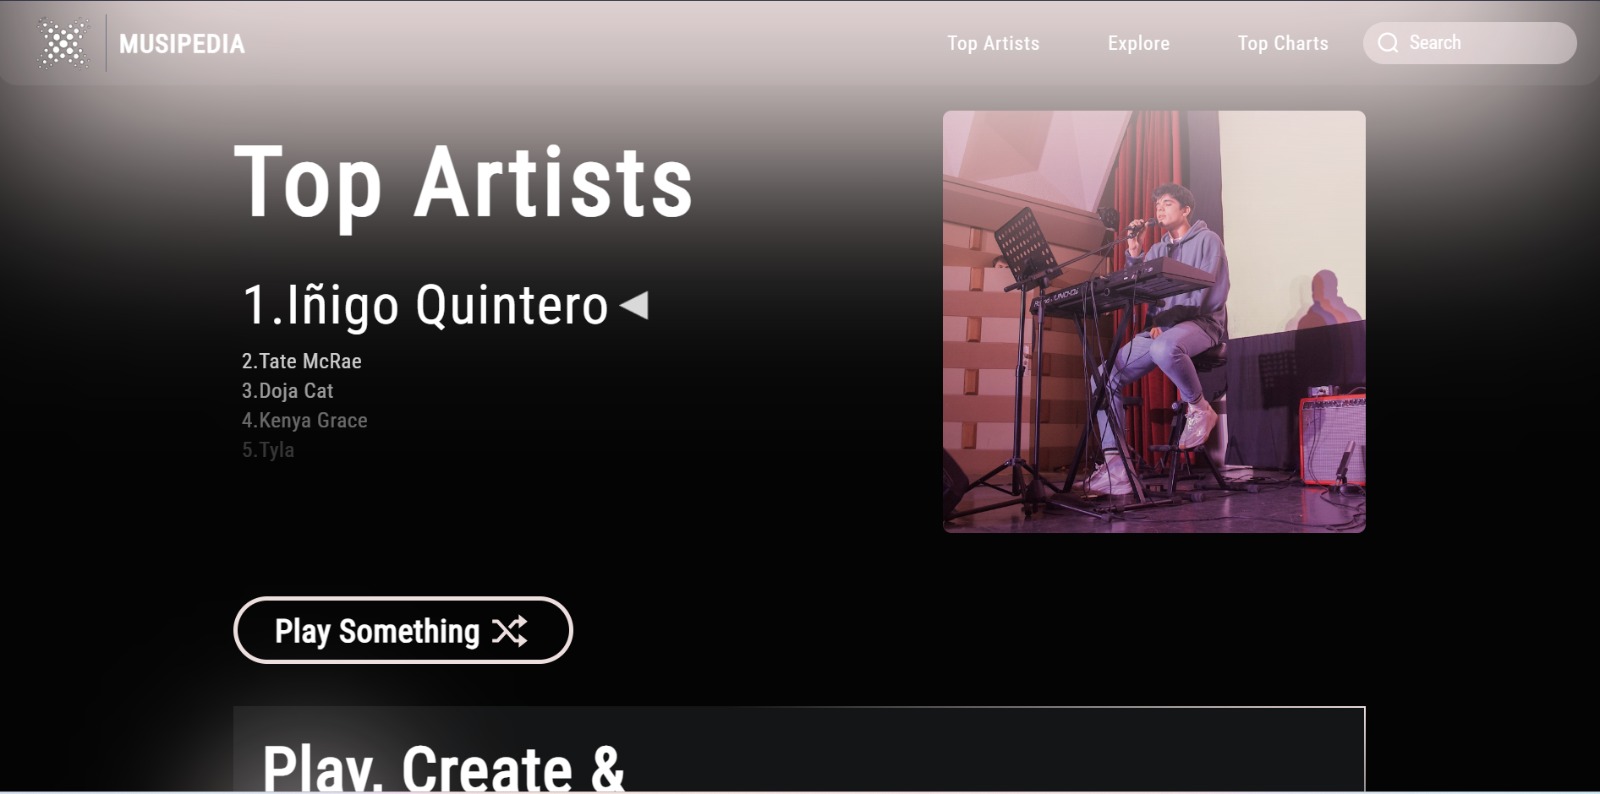 MUSIPEDIA
Top Artists
Explore
Top Charts
Search
Top Artists
1.Iñigo Quintero
2.Tate McRae
3.Doja Cat
4.Kenya Grace
5.Tyla
Play Something
Play, Create &